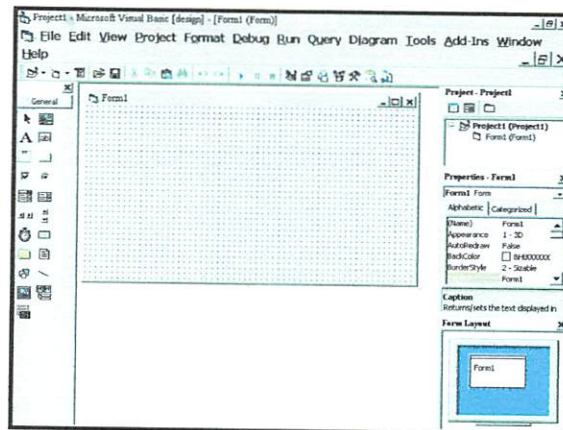 Project1 - Microsoft Visual Basic [design] - [Form1 (Form)]
File Edit View Project Format Debug Run Query Diagram Tools Add-Ins Window
Help
General
Form1
Project - Project1
Project1 (Project1)
Form1 (Form1)
Properties - Form1
Form1 Form
Alphabetic Categorized
(Name) Form1
Appearance 1 - 3D
AutoRedraw False
BackColor &H800000
BorderStyle 2 - Sizable
Form1
Caption
Returns/sets the text displayed in
Form Layout
Form1